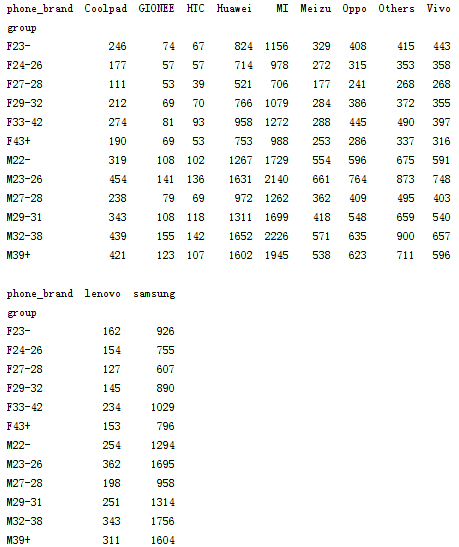 phone_brand Coolpad GIONEE HTC Huawei MI Meizu Oppo Others Vivo
group
F23- 246 74 67 824 1156 329 408 415 443
F24-26 177 57 57 714 978 272 315 353 358
F27-28 111 53 39 521 706 177 241 268 268
F29-32 212 69 70 766 1079 284 386 372 355
F33-42 274 81 93 958 1272 288 445 490 397
F43+ 190 69 53 753 988 253 286 337 316
M22- 319 108 102 1267 1729 554 596 675 591
M23-26 454 141 136 1631 2140 661 764 873 748
M27-28 238 79 69 972 1262 362 409 495 403
M29-31 343 108 118 1311 1699 418 548 659 540
M32-38 439 155 142 1652 2226 571 635 900 657
M39+ 421 123 107 1602 1945 538 623 711 596
phone_brand lenovo samsung
group
F23- 162 926
F24-26 154 755
F27-28 127 607
F29-32 145 890
F33-42 234 1029
F43+ 153 796
M22- 254 1294
M23-26 362 1695
M27-28 198 958
M29-31 251 1314
M32-38 343 1756
M39+ 311 1604